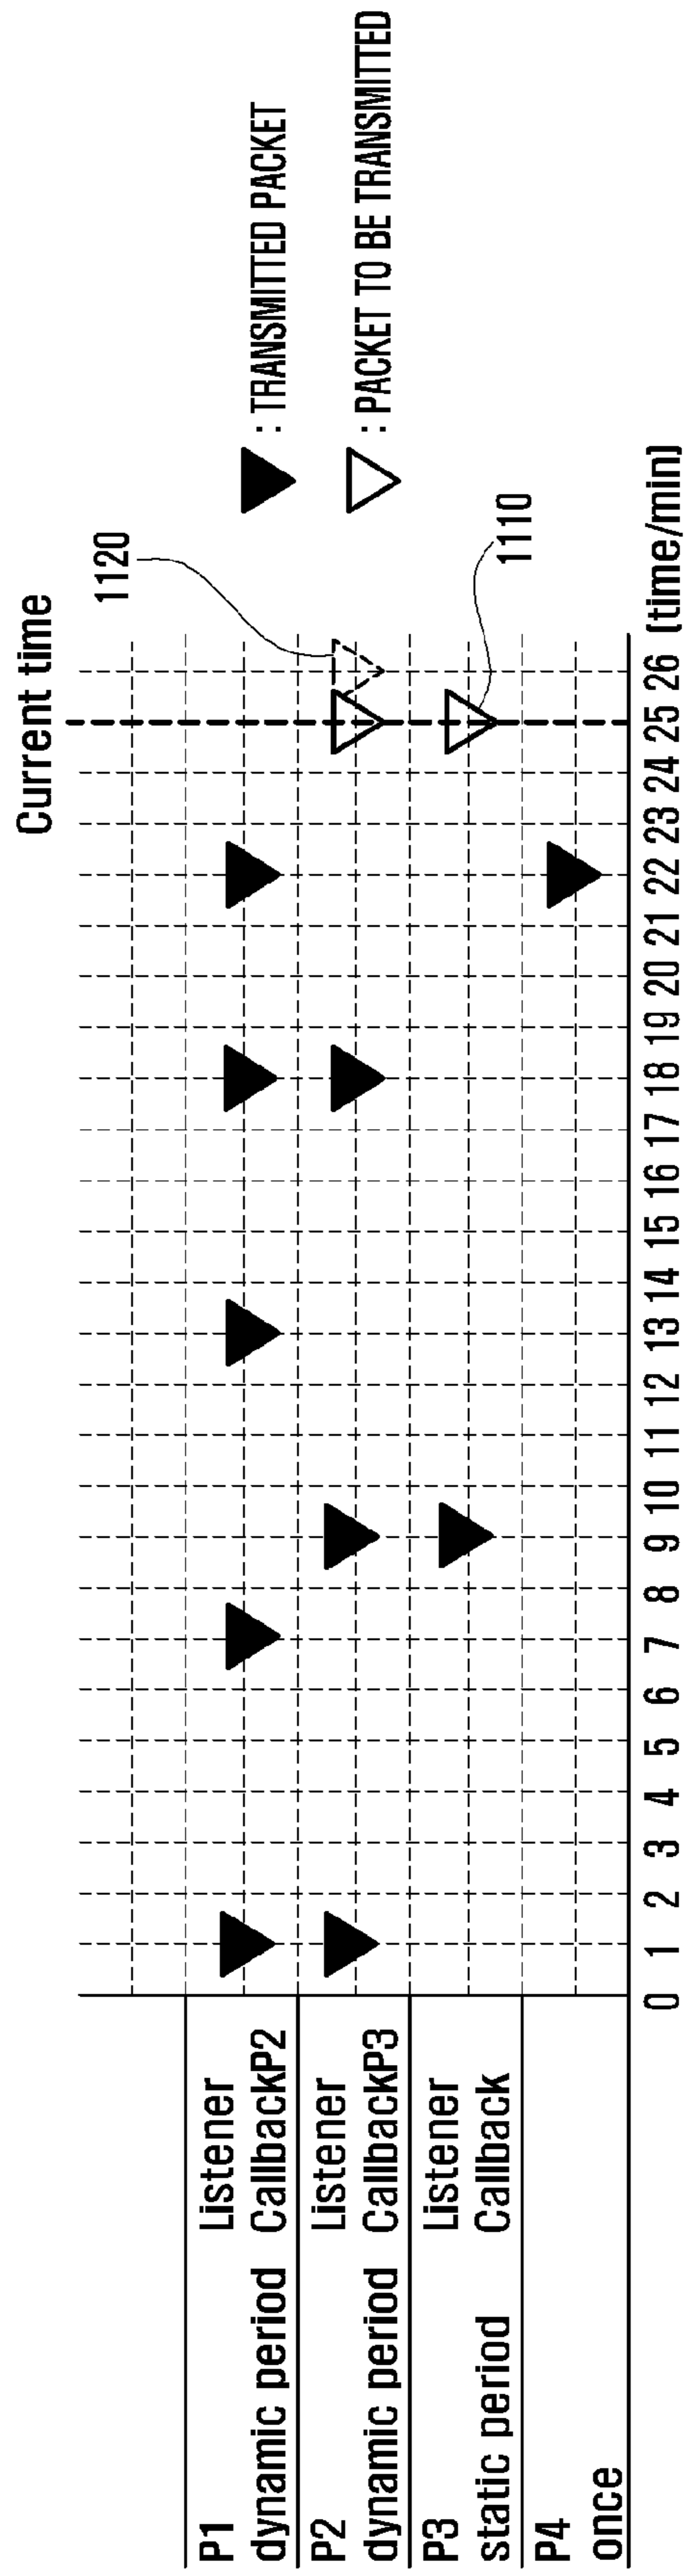 Current time
1120
: TRANSMITTED PACKET
: PACKET TO BE TRANSMITTED
1110
P1 Listener
dynamic period CallbackP2
P2 Listener
dynamic period CallbackP3
P3 Listener
static period Callback
P4
once
0 1 2 3 4 5 6 7 8 9 10 11 12 13 14 15 16 17 18 19 20 21 22 23 24 25 26 (time/min)